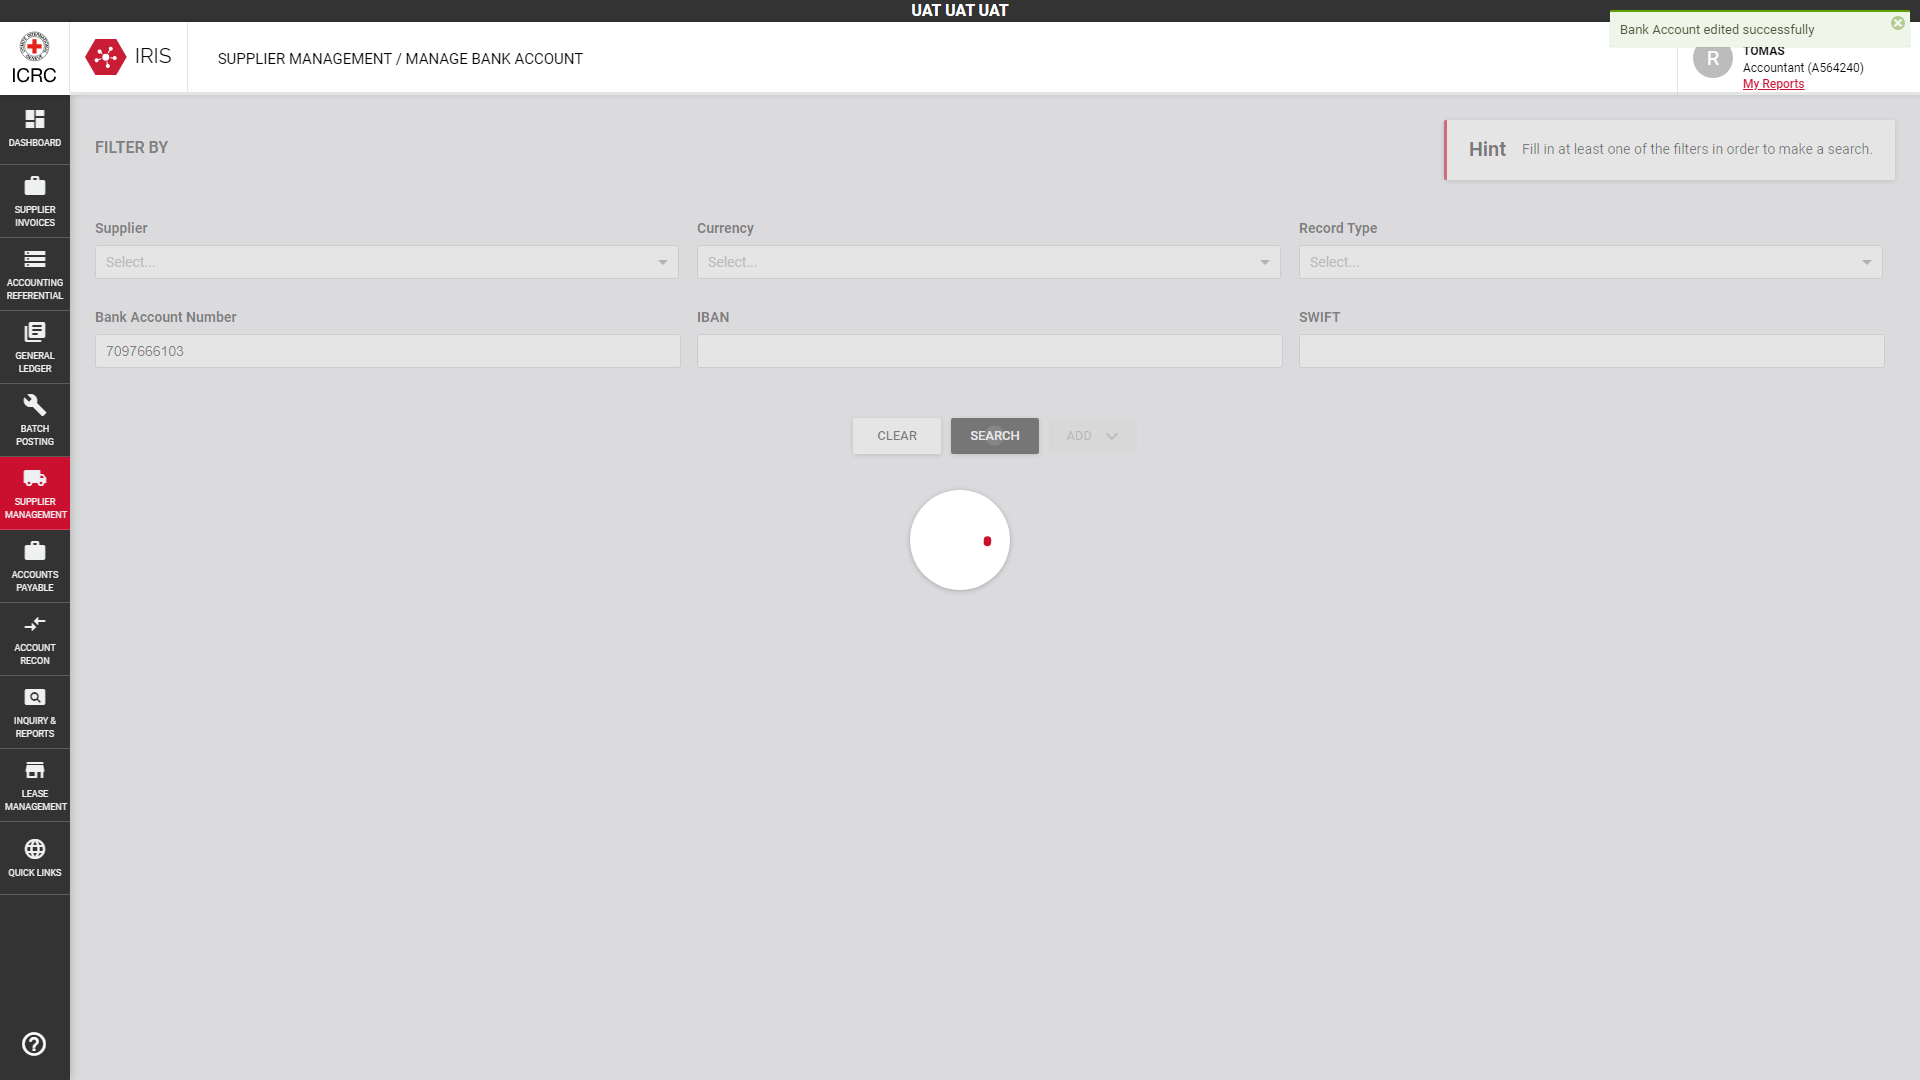 UAT UAT UAT
Bank Account edited successfully
ICRC
IRIS
SUPPLIER MANAGEMENT / MANAGE BANK ACCOUNT
R
TOMAS
Accountant (A564240)
My Reports
DASHBOARD
SUPPLIER
INVOICES
ACCOUNTING
REFERENTIAL
GENERAL
LEDGER
BATCH
POSTING
SUPPLIER
MANAGEMENT
ACCOUNTS
PAYABLE
ACCOUNT
RECON
INQUIRY &
REPORTS
LEASE
MANAGEMENT
QUICK LINKS
FILTER BY
Hint Fill in at least one of the filters in order to make a search.
Supplier
Select...
Currency
Select...
Record Type
Select...
Bank Account Number
7097666103
IBAN
SWIFT
CLEAR
SEARCH
ADD